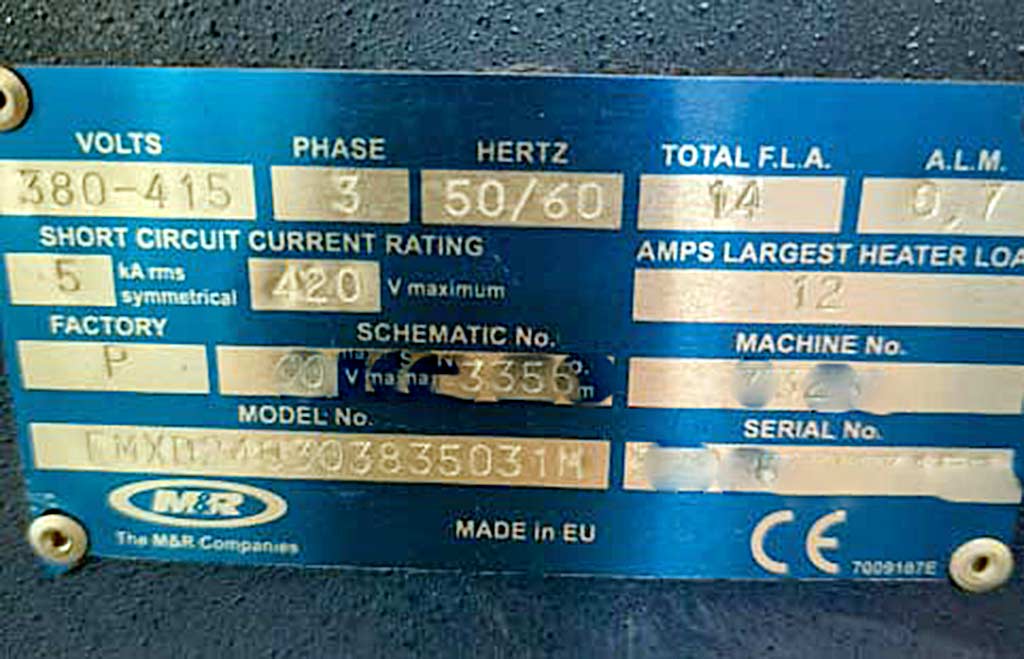 VOLTS PHASE HERTZ TOTAL F.L.A. A.L.M.
380-415 3 50/60 14 0,7
SHORT CIRCUIT CURRENT RATING AMPS LARGEST HEATER LOA
5 kA rms symmetrical 420 V maximum 12
FACTORY SCHEMATIC No. MACHINE No.
P 3356
MODEL No. SERIAL No.
M&R
The M&R Companies
MADE in EU
CE
7009187E